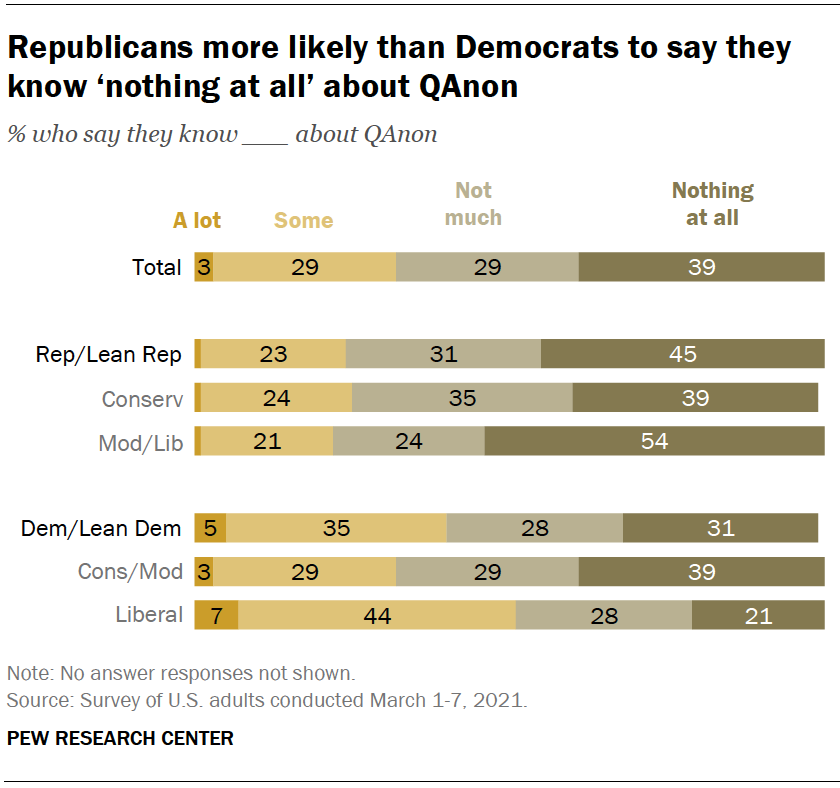 Republicans more likely than Democrats to say they
know ‘nothing at all’ about QAnon
% who say they know ____ about QAnon
A lot Some Not much Nothing at all
Total 3 29 29 39
Rep/Lean Rep 23 31 45
Conserv 24 35 39
Mod/Lib 21 24 54
Dem/Lean Dem 5 35 28 31
Cons/Mod 3 29 29 39
Liberal 7 44 28 21
Note: No answer responses not shown.
Source: Survey of U.S. adults conducted March 1-7, 2021.
PEW RESEARCH CENTER